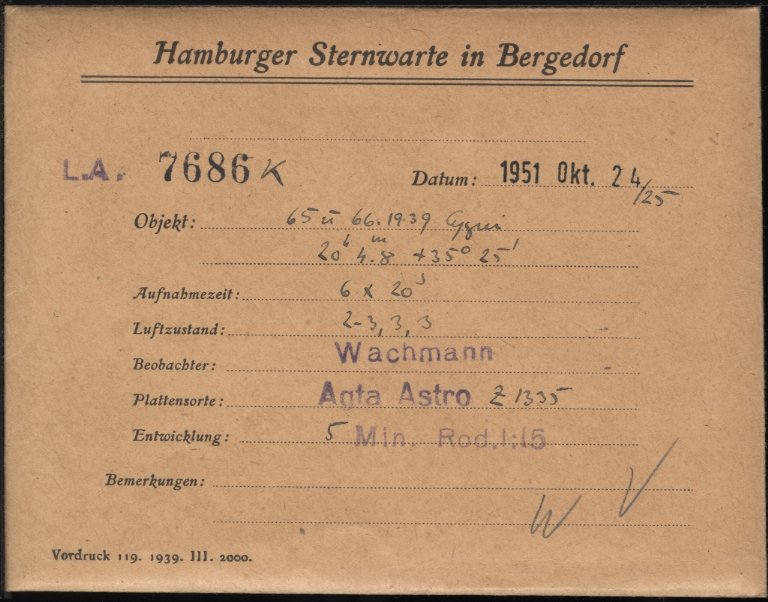 Hamburger Sternwarte in Bergedorf
L.A. 7686 K Datum: 1951 Okt. 24/25
Objekt: 65 u 66.1939 Cygni
20h 4m.8 +35° 25'
Aufnahmezeit: 6 x 20s
Luftzustand: 2-3, 3, 3
Beobachter: Wachmann
Plattensorte: Agfa Astro Z 1335
Entwicklung: 5 Min. Rod.1:15
Bemerkungen:
W V
Vordruck 119. 1939. III. 2000.